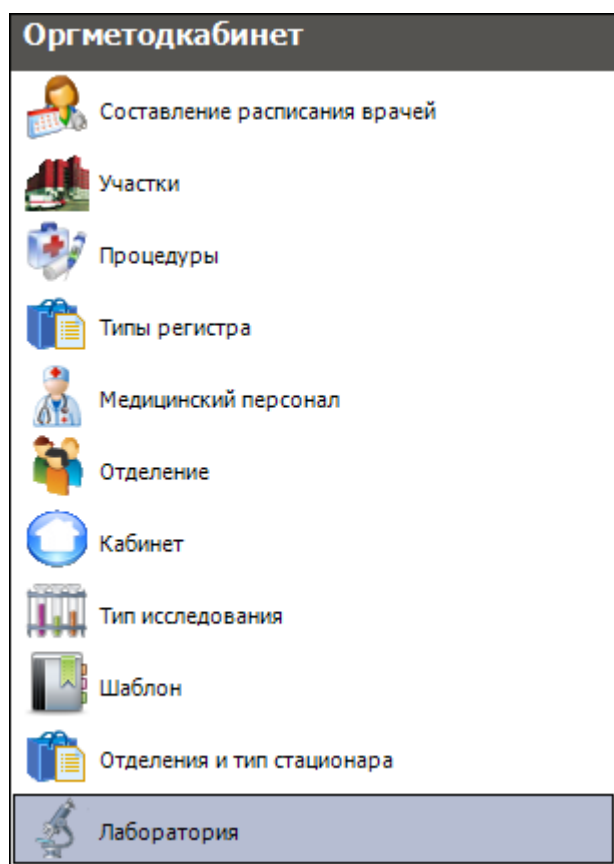 Оргметодкабинет
Составление расписания врачей
Участки
Процедуры
Типы регистра
Медицинский персонал
Отделение
Кабинет
Тип исследования
Шаблон
Отделения и тип стационара
Лаборатория